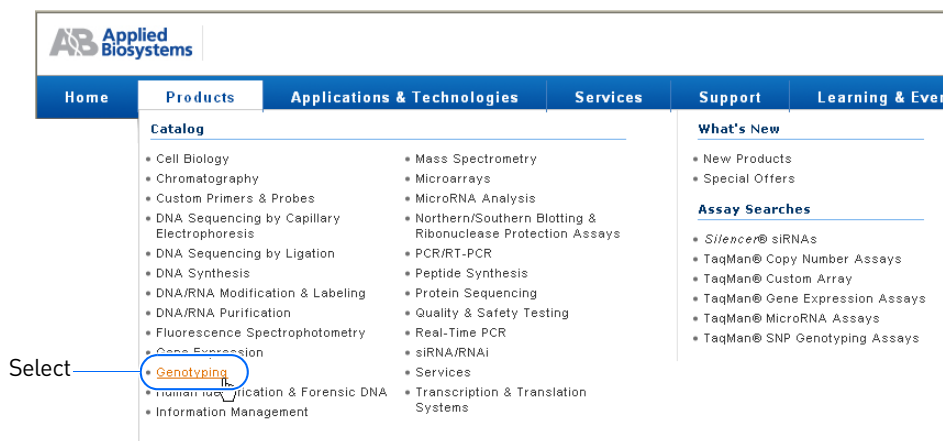 Applied
Biosystems
Home Products Applications & Technologies Services Support Learning & Eve
Catalog
• Cell Biology
• Chromatography
• Custom Primers & Probes
• DNA Sequencing by Capillary
Electrophoresis
• DNA Sequencing by Ligation
• DNA Synthesis
• DNA/RNA Modification & Labeling
• DNA/RNA Purification
• Fluorescence Spectrophotometry
• Gene Expression
• Genotyping
• Human Identification & Forensic DNA
• Information Management
• Mass Spectrometry
• Microarrays
• MicroRNA Analysis
• Northern/Southern Blotting &
Ribonuclease Protection Assays
• PCR/RT-PCR
• Peptide Synthesis
• Protein Sequencing
• Quality & Safety Testing
• Real-Time PCR
• siRNA/RNAi
• Services
• Transcription & Translation
Systems
What's New
• New Products
• Special Offers
Assay Searches
• Silencer® siRNAs
• TaqMan® Copy Number Assays
• TaqMan® Custom Array
• TaqMan® Gene Expression Assays
• TaqMan® MicroRNA Assays
• TaqMan® SNP Genotyping Assays
Select